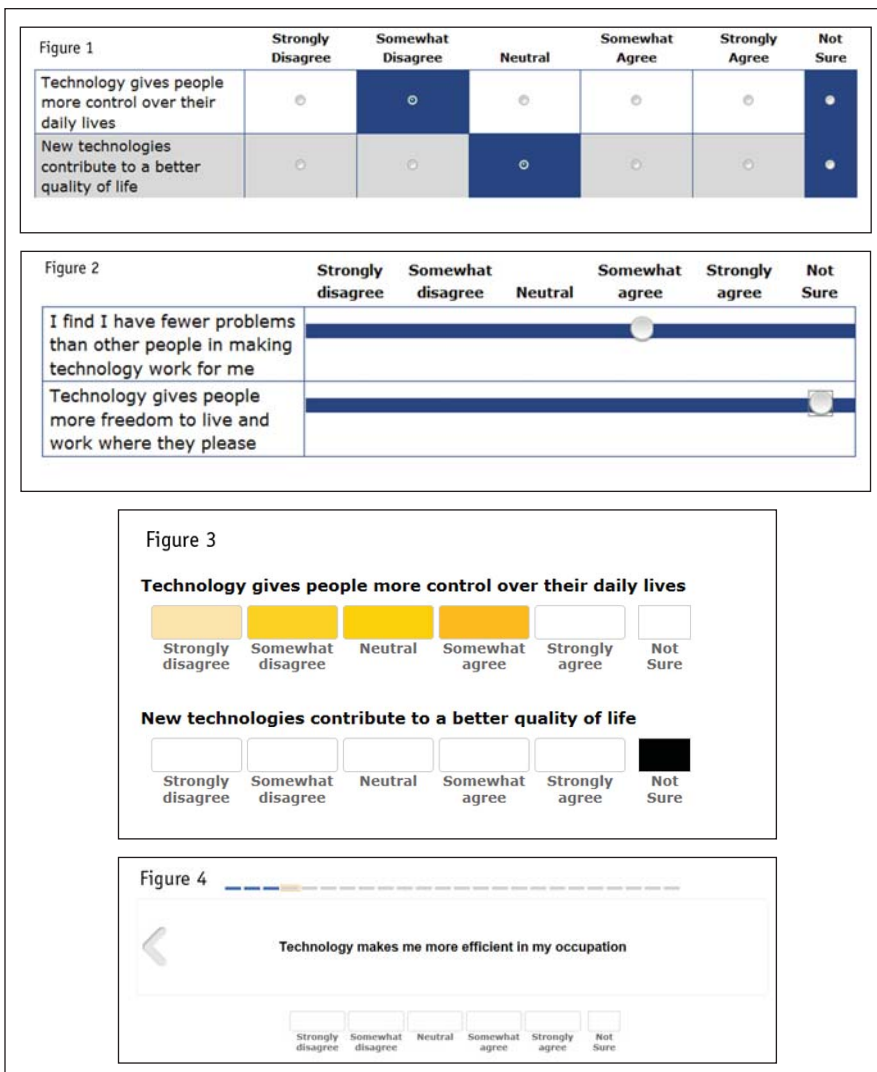 Figure 1
Strongly Disagree Somewhat Disagree Neutral Somewhat Agree Strongly Agree Not Sure
Technology gives people
more control over their
daily lives
New technologies
contribute to a better
quality of life
Figure 2
Strongly disagree Somewhat disagree Neutral Somewhat agree Strongly agree Not Sure
I find I have fewer problems
than other people in making
technology work for me
Technology gives people
more freedom to live and
work where they please
Figure 3
Technology gives people more control over their daily lives
Strongly disagree Somewhat disagree Neutral Somewhat agree Strongly agree Not Sure
New technologies contribute to a better quality of life
Strongly disagree Somewhat disagree Neutral Somewhat agree Strongly agree Not Sure
Figure 4
Technology makes me more efficient in my occupation
Strongly disagree Somewhat disagree Neutral Somewhat agree Strongly agree Not Sure